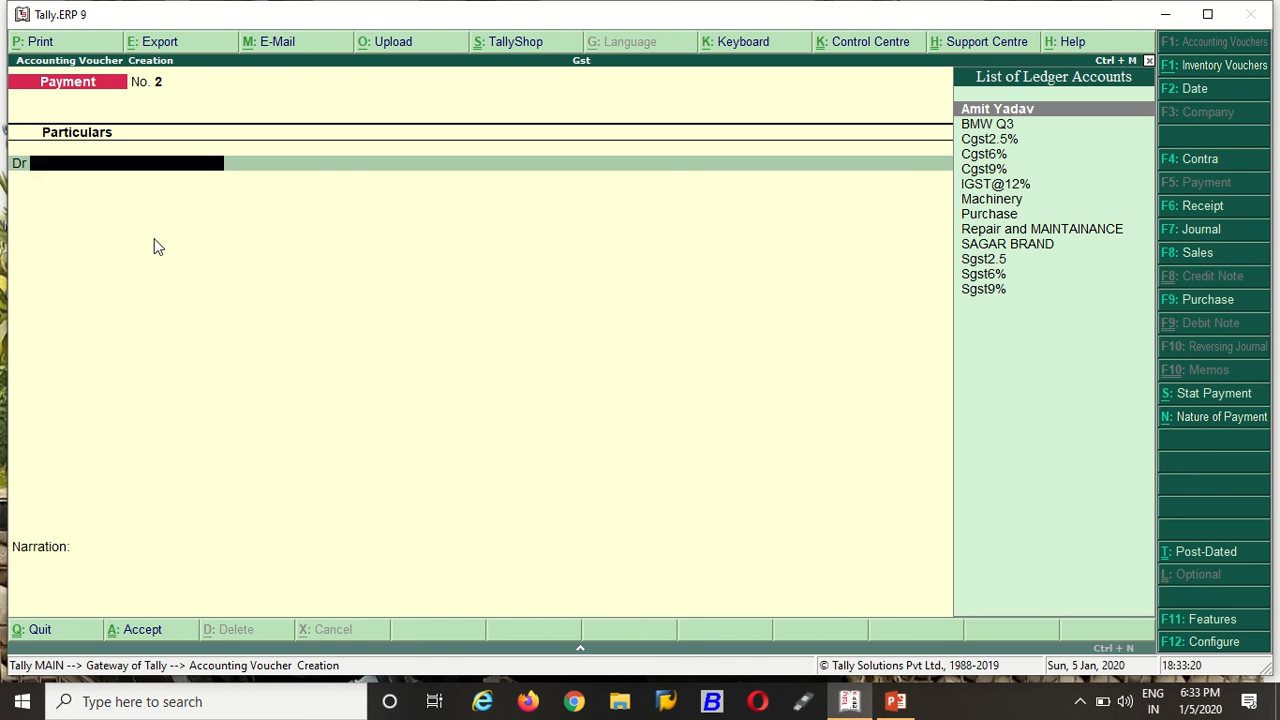 Tally.ERP 9
P: Print E: Export M: E-Mail O: Upload S: TallyShop G: Language K: Keyboard K: Control Centre H: Support Centre H: Help
F1: Accounting Vouchers
Accounting Voucher Creation Gst Ctrl + M
F1: Inventory Vouchers
Payment No. 2
List of Ledger Accounts
F2: Date
Amit Yadav
F3: Company
BMW Q3
Particulars
Cgst2.5%
Cgst6%
F4: Contra
Dr
Cgst9%
IGST@12%
F5: Payment
Machinery
F6: Receipt
Purchase
Repair and MAINTAINANCE
F7: Journal
SAGAR BRAND
F8: Sales
Sgst2.5
Sgst6%
F8: Credit Note
Sgst9%
F9: Purchase
F9: Debit Note
F10: Reversing Journal
F10: Memos
S: Stat Payment
N: Nature of Payment
Narration:
T: Post-Dated
L: Optional
F11: Features
Q: Quit A: Accept D: Delete X: Cancel
F12: Configure
Ctrl + N
Tally MAIN --> Gateway of Tally --> Accounting Voucher Creation © Tally Solutions Pvt Ltd., 1988-2019 Sun, 5 Jan, 2020 18:33:20
Type here to search
ENG
IN
6:33 PM
1/5/2020